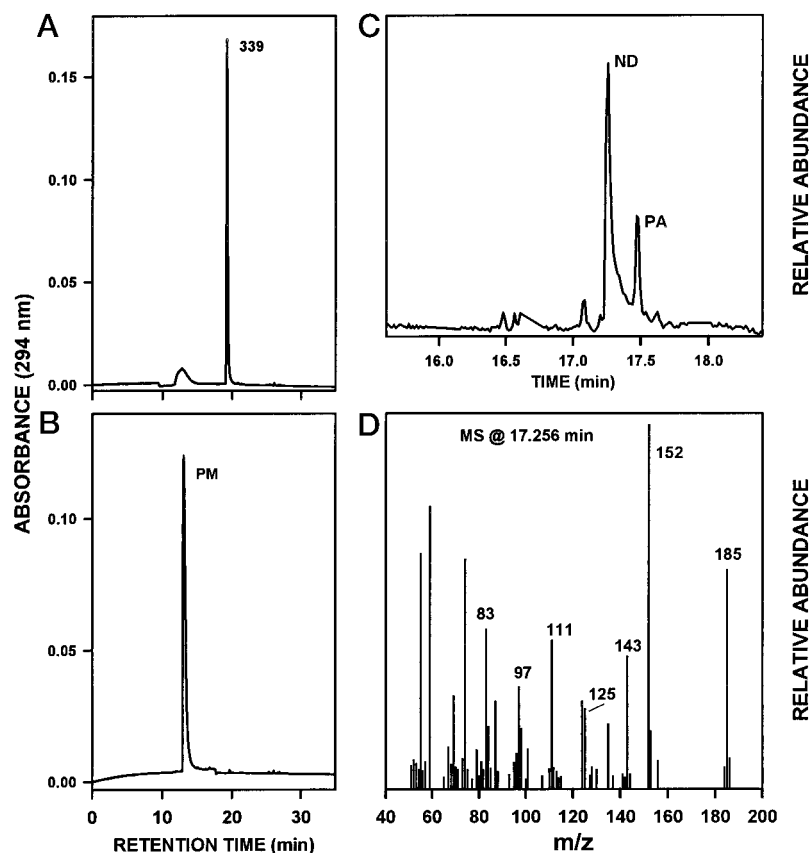 A
339
0.15
0.10
0.05
0.00
ABSORBANCE (294 nm)
B
PM
0.10
0.05
0.00
0 10 20 30
RETENTION TIME (min)
C
ND
PA
16.0 16.5 17.0 17.5 18.0
TIME (min)
RELATIVE ABUNDANCE
D
MS @ 17.256 min
152
185
83
111
143
97
125
40 60 80 100 120 140 160 180 200
m/z
RELATIVE ABUNDANCE